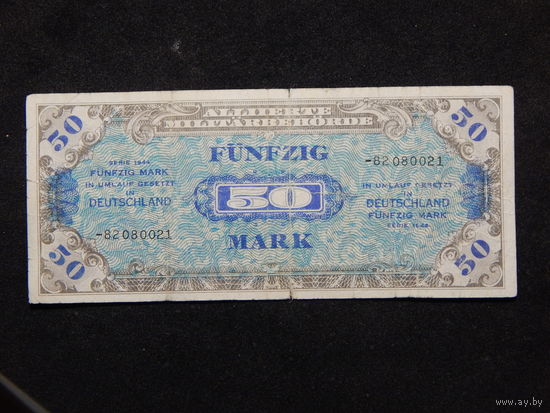 ALLIIERTE
MILITÄRBEHÖRDE
50
50
FÜNFZIG
50
MARK
SERIE 1944
FÜNFZIG MARK
IN UMLAUF GESETZT
IN
DEUTSCHLAND
-82080021
-82080021
IN UMLAUF GESETZT
IN
DEUTSCHLAND
FÜNFZIG MARK
SERIE 1944
50
50
www.ay.by